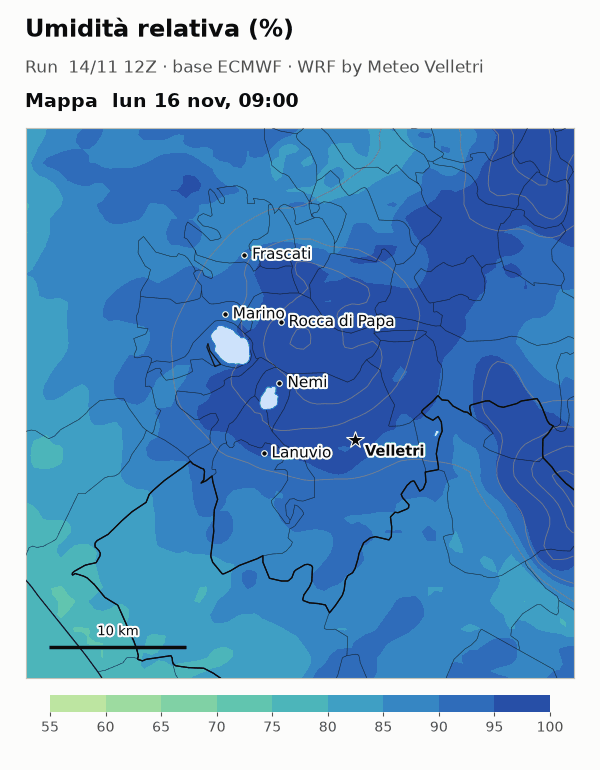 Umidità relativa (%)
Run  14/11 12Z · base ECMWF · WRF by Meteo Velletri
Mappa  lun 16 nov, 09:00
Frascati
Marino
Rocca di Papa
Nemi
Velletri
Lanuvio
10 km
55 60 65 70 75 80 85 90 95 100